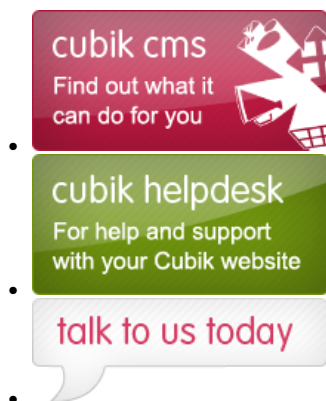 cubik cms
Find out what it
can do for you
cubik helpdesk
For help and support
with your Cubik website
talk to us today